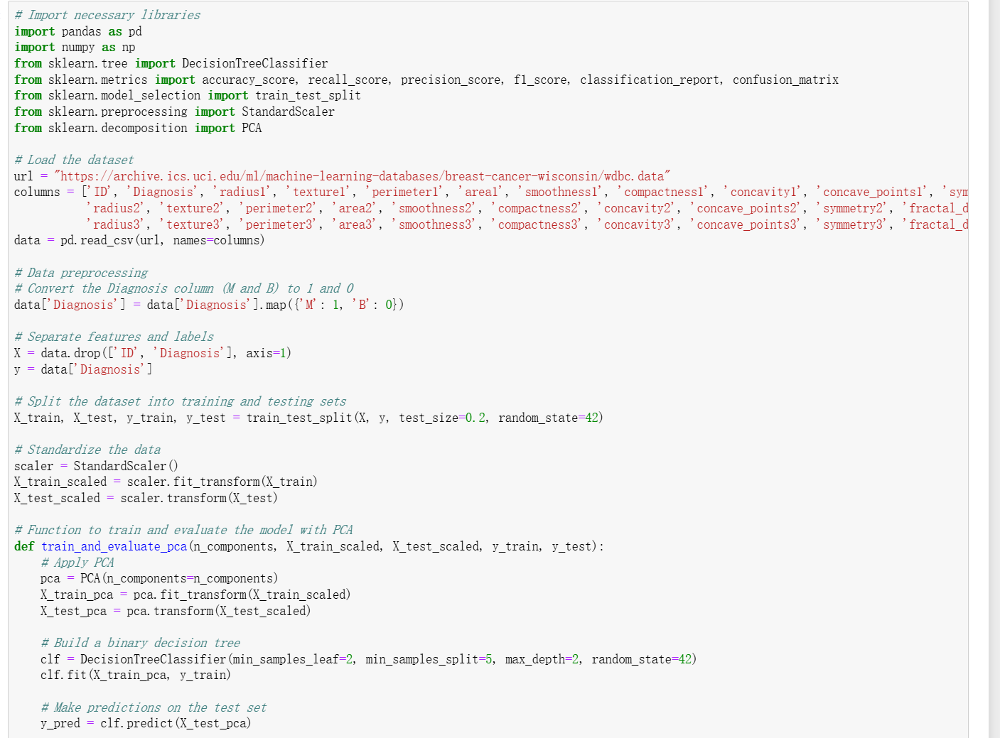 # Import necessary libraries
import pandas as pd
import numpy as np
from sklearn.tree import DecisionTreeClassifier
from sklearn.metrics import accuracy_score, recall_score, precision_score, f1_score, classification_report, confusion_matrix
from sklearn.model_selection import train_test_split
from sklearn.preprocessing import StandardScaler
from sklearn.decomposition import PCA

# Load the dataset
url = "https://archive.ics.uci.edu/ml/machine-learning-databases/breast-cancer-wisconsin/wdbc.data"
columns = ['ID', 'Diagnosis', 'radius1', 'texture1', 'perimeter1', 'area1', 'smoothness1', 'compactness1', 'concavity1', 'concave_points1', 'sym
           'radius2', 'texture2', 'perimeter2', 'area2', 'smoothness2', 'compactness2', 'concavity2', 'concave_points2', 'symmetry2', 'fractal_d
           'radius3', 'texture3', 'perimeter3', 'area3', 'smoothness3', 'compactness3', 'concavity3', 'concave_points3', 'symmetry3', 'fractal_d
data = pd.read_csv(url, names=columns)

# Data preprocessing
# Convert the Diagnosis column (M and B) to 1 and 0
data['Diagnosis'] = data['Diagnosis'].map({'M': 1, 'B': 0})

# Separate features and labels
X = data.drop(['ID', 'Diagnosis'], axis=1)
y = data['Diagnosis']

# Split the dataset into training and testing sets
X_train, X_test, y_train, y_test = train_test_split(X, y, test_size=0.2, random_state=42)

# Standardize the data
scaler = StandardScaler()
X_train_scaled = scaler.fit_transform(X_train)
X_test_scaled = scaler.transform(X_test)

# Function to train and evaluate the model with PCA
def train_and_evaluate_pca(n_components, X_train_scaled, X_test_scaled, y_train, y_test):
    # Apply PCA
    pca = PCA(n_components=n_components)
    X_train_pca = pca.fit_transform(X_train_scaled)
    X_test_pca = pca.transform(X_test_scaled)

    # Build a binary decision tree
    clf = DecisionTreeClassifier(min_samples_leaf=2, min_samples_split=5, max_depth=2, random_state=42)
    clf.fit(X_train_pca, y_train)

    # Make predictions on the test set
    y_pred = clf.predict(X_test_pca)